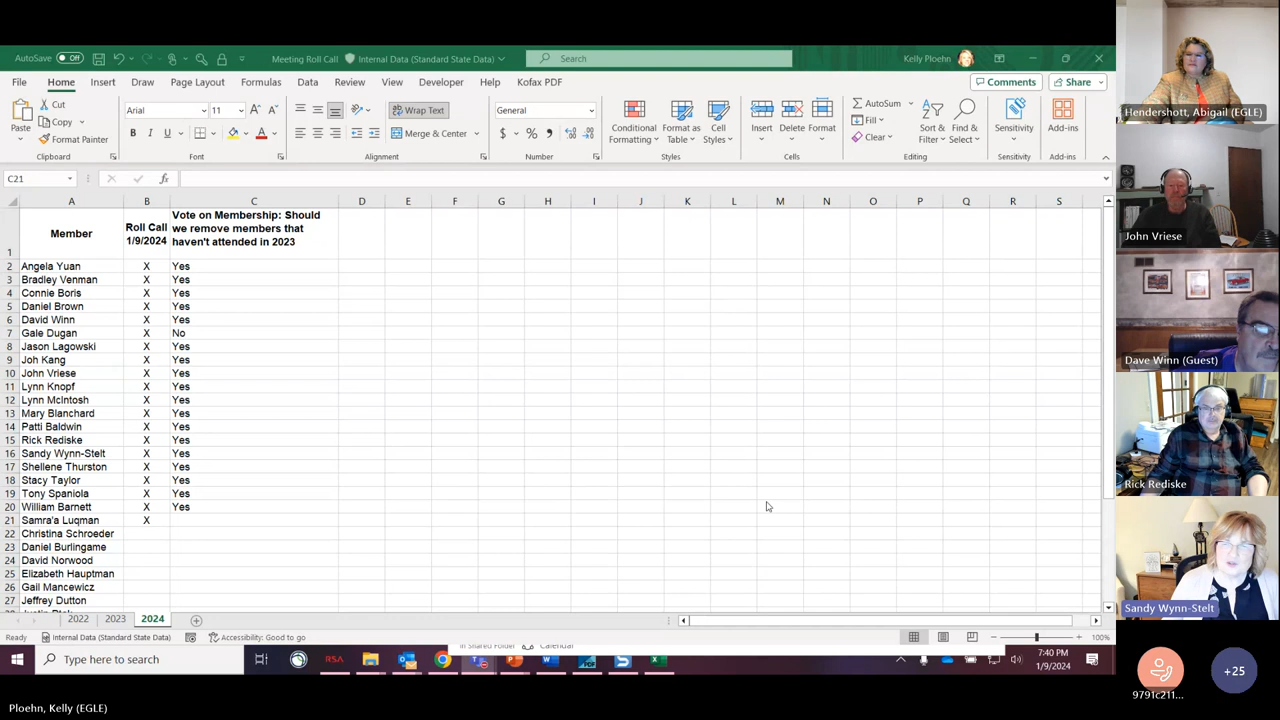 AutoSave Off
Meeting Roll Call Internal Data (Standard State Data)
Search
Kelly Ploehn
File Home Insert Draw Page Layout Formulas Data Review View Developer Help Kofax PDF
Comments Share
Paste Cut Copy Format Painter
Clipboard
Arial 11
B I U
Font
Wrap Text
Merge & Center
Alignment
General
Number
Conditional Formatting Format as Table Cell Styles
Styles
Insert Delete Format
Cells
AutoSum Fill Clear
Sort & Filter Find & Select
Editing
Sensitivity
Sensitivity
Add-ins
Add-ins
C21 fx
A B C D E F G H I J K L M N O P Q R S
1 Member Roll Call 1/9/2024 Vote on Membership: Should we remove members that haven't attended in 2023
2 Angela Yuan X Yes
3 Bradley Venman X Yes
4 Connie Boris X Yes
5 Daniel Brown X Yes
6 David Winn X Yes
7 Gale Dugan X No
8 Jason Lagowski X Yes
9 Joh Kang X Yes
10 John Vriese X Yes
11 Lynn Knopf X Yes
12 Lynn McIntosh X Yes
13 Mary Blanchard X Yes
14 Patti Baldwin X Yes
15 Rick Rediske X Yes
16 Sandy Wynn-Stelt X Yes
17 Shellene Thurston X Yes
18 Stacy Taylor X Yes
19 Tony Spaniola X Yes
20 William Barnett X Yes
21 Samra'a Luqman X
22 Christina Schroeder
23 Daniel Burlingame
24 David Norwood
25 Elizabeth Hauptman
26 Gail Mancewicz
27 Jeffrey Dutton
2022 2023 2024
Ready Internal Data (Standard State Data) Accessibility: Good to go
100%
In Shared Folder Calendar
Type here to search
RSA
7:40 PM
1/9/2024
Hendershott, Abigail (EGLE)
John Vriese
Dave Winn (Guest)
Rick Rediske
Sandy Wynn-Stelt
9791c211...
+25
Ploehn, Kelly (EGLE)